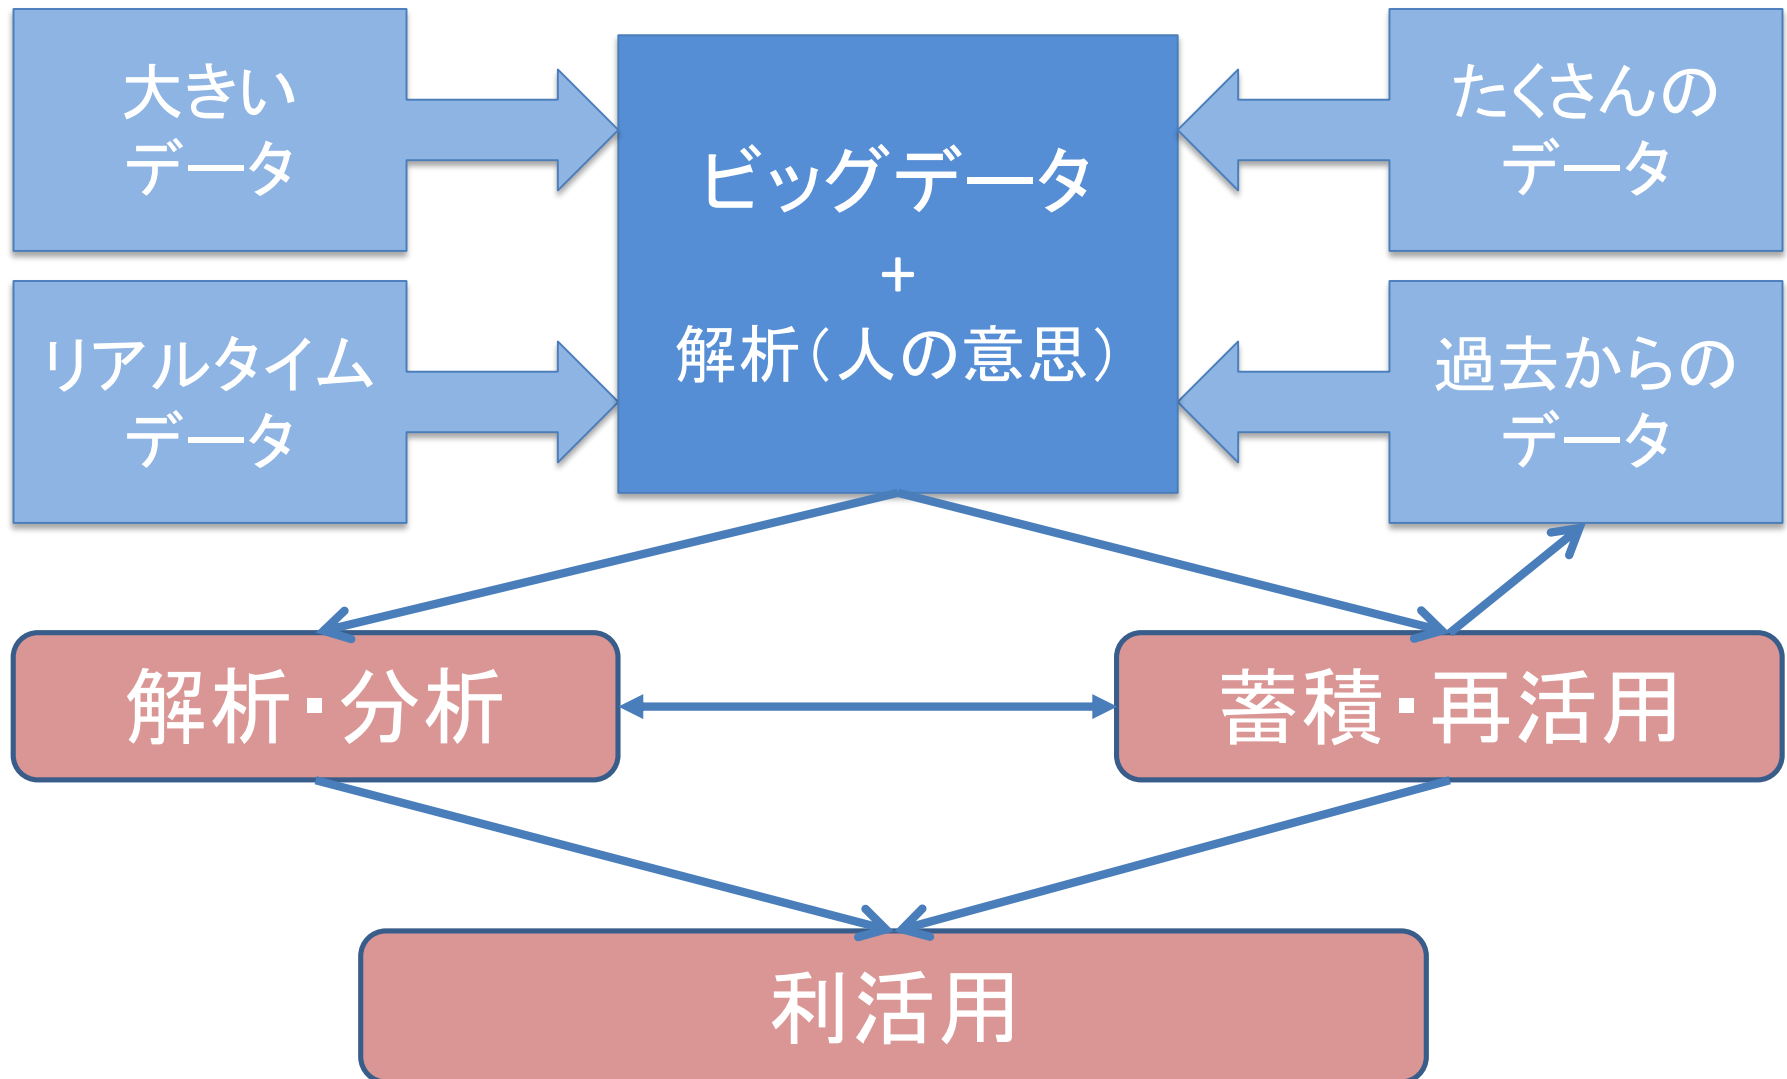 大きい
データ
ビッグデータ
+
解析（人の意思）
たくさんの
データ
リアルタイム
データ
過去からの
データ
解析・分析
蓄積・再活用
利活用